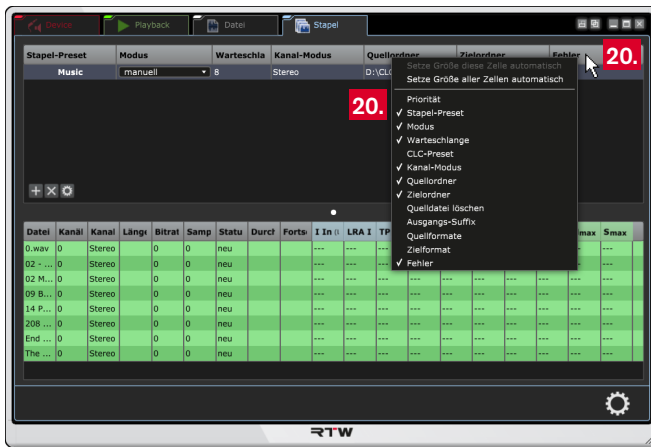 Device Playback Datei Stapel
Stapel-Preset Modus Warteschla Kanal-Modus Quellordner Zielordner Fehler
20.
Music manuell 8 Stereo D:\CLC
20.
Setze Größe diese Zelle automatisch
Setze Größe aller Zellen automatisch
Priorität
✓ Stapel-Preset
✓ Modus
✓ Warteschlange
CLC-Preset
✓ Kanal-Modus
✓ Quellordner
✓ Zielordner
Quelldatei löschen
Ausgangs-Suffix
Quellformate
Zielformat
✓ Fehler
Datei Kanäl Kanal Länge Bitrat Samp Statu Durch Forts I In LRA I TP max Smax
0.wav 0 Stereo 0 0 neu --- --- --- --- --- --- --- --- --- ---
02 - ... 0 Stereo 0 0 neu --- --- --- --- --- --- --- --- --- ---
02 M... 0 Stereo 0 0 neu --- --- --- --- --- --- --- --- --- ---
09 B... 0 Stereo 0 0 neu --- --- --- --- --- --- --- --- --- ---
14 P... 0 Stereo 0 0 neu --- --- --- --- --- --- --- --- --- ---
208 ... 0 Stereo 0 0 neu --- --- --- --- --- --- --- --- --- ---
End ... 0 Stereo 0 0 neu --- --- --- --- --- --- --- --- --- ---
The ... 0 Stereo 0 0 neu --- --- --- --- --- --- --- --- --- ---
RTW